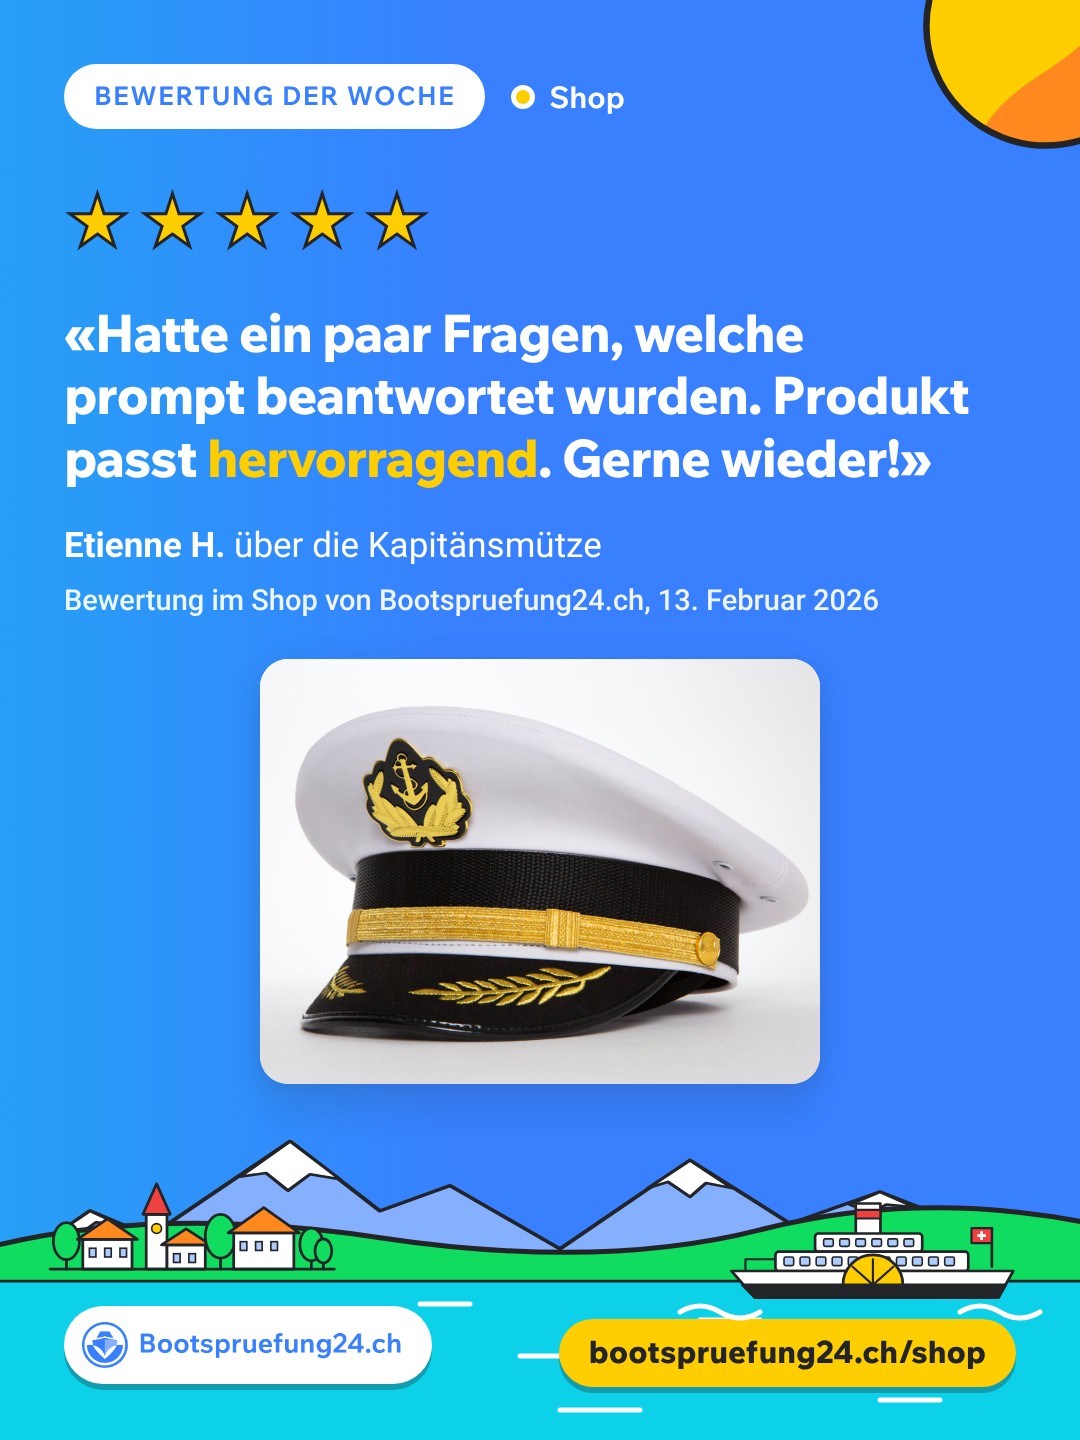 BEWERTUNG DER WOCHE
Shop
«Hatte ein paar Fragen, welche
prompt beantwortet wurden. Produkt
passt hervorragend. Gerne wieder!»
Etienne H. über die Kapitänsmütze
Bewertung im Shop von Bootspruefung24.ch, 13. Februar 2026
Bootspruefung24.ch
bootspruefung24.ch/shop